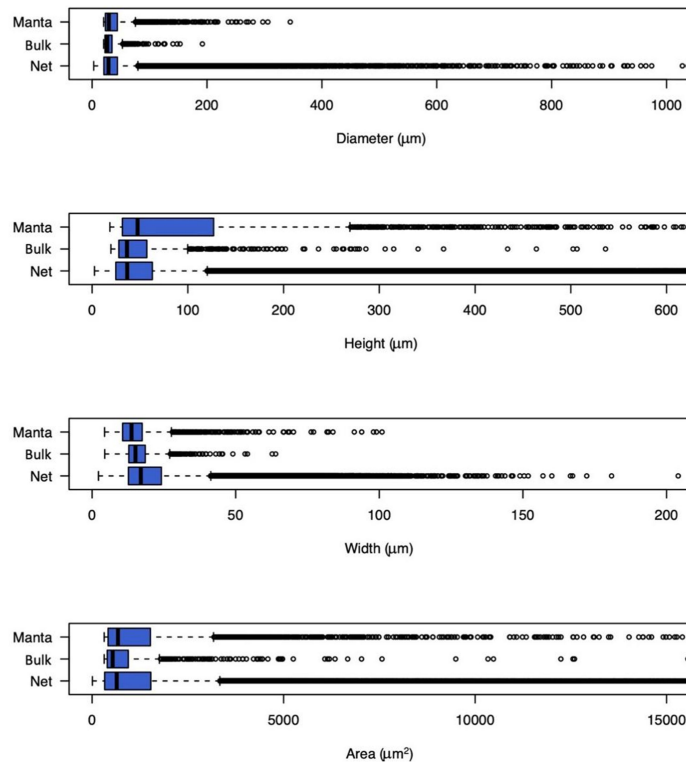 Manta
Bulk
Net
0 200 400 600 800 1000
Diameter (μm)
Manta
Bulk
Net
0 100 200 300 400 500 600
Height (μm)
Manta
Bulk
Net
0 50 100 150 200
Width (μm)
Manta
Bulk
Net
0 5000 10000 15000
Area (μm²)